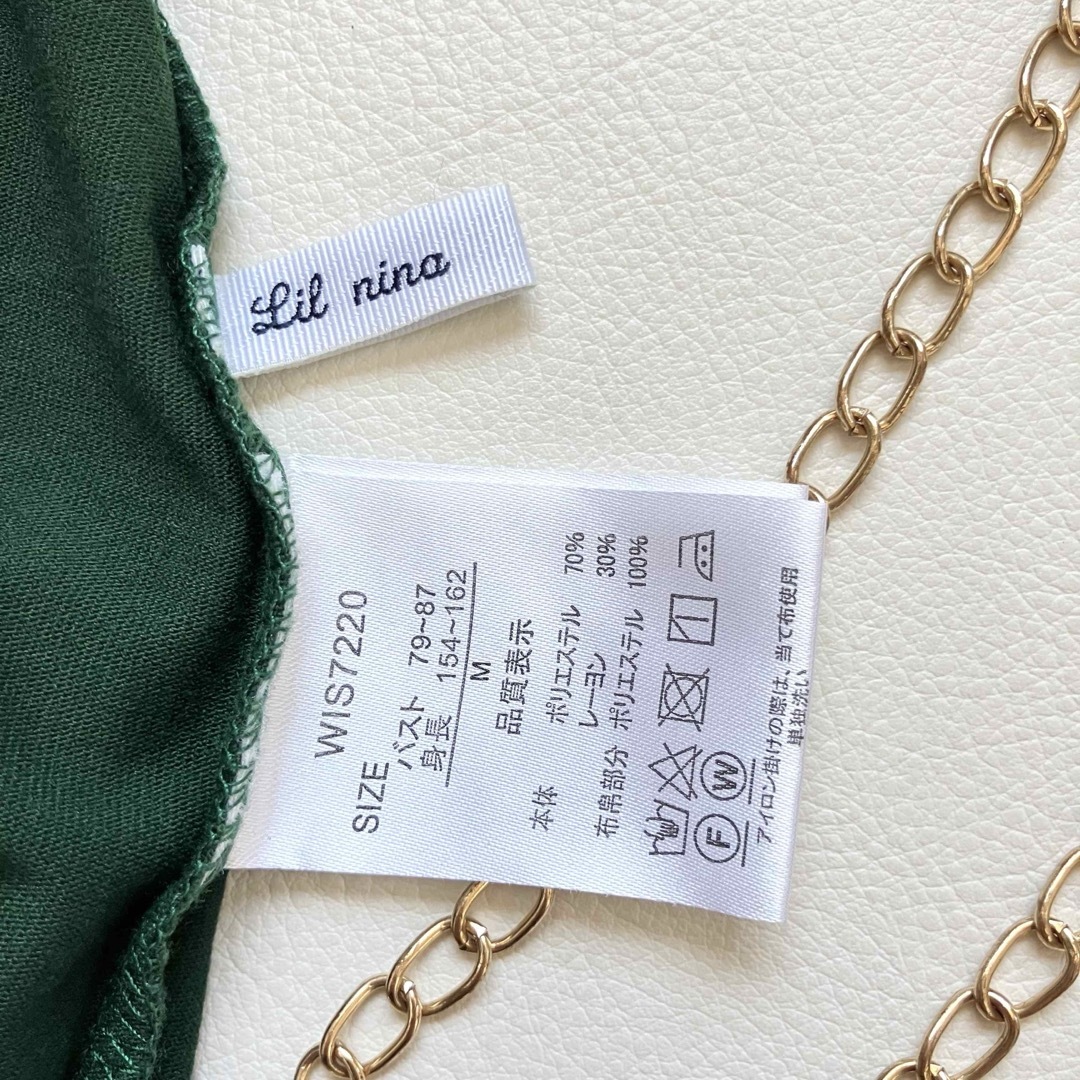 Lil nina
WIS7220
SIZE
バスト 79~87
身長 154~162
M
品質表示
本体 ポリエステル 70%
レーヨン 30%
布帛部分 ポリエステル 100%
F W
アイロン掛けの際は、当て布使用
単独洗い